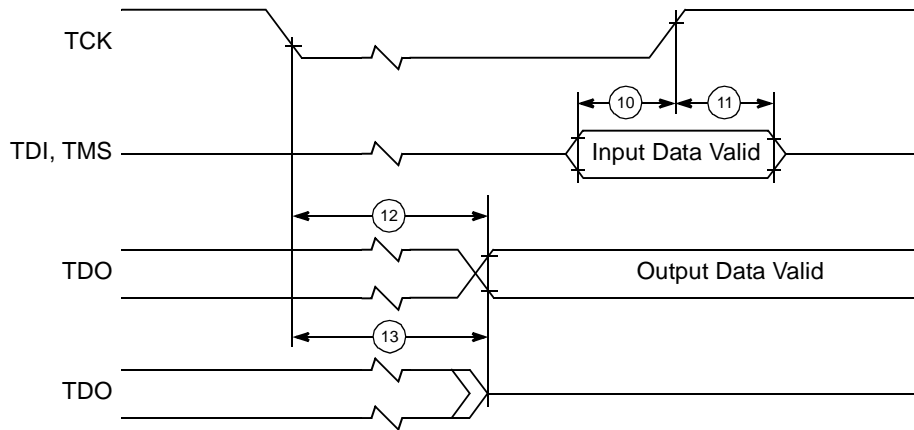 TCK
10
11
TDI, TMS
Input Data Valid
12
TDO
Output Data Valid
13
TDO